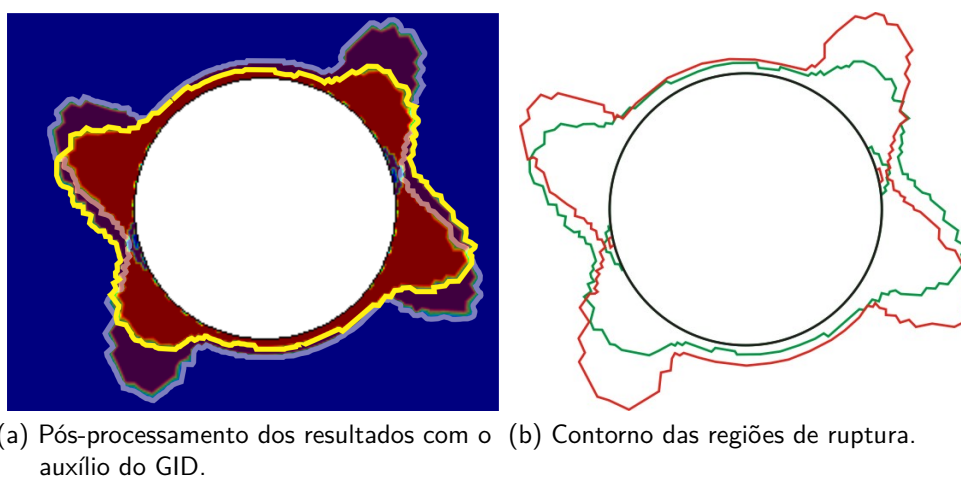 (a) Pós-processamento dos resultados com o
auxílio do GID.
(b) Contorno das regiões de ruptura.